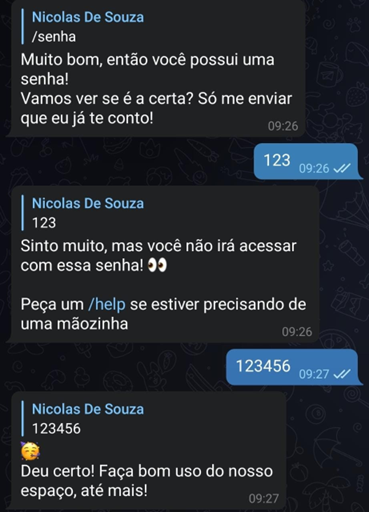 Nicolas De Souza
/senha
Muito bom, então você possui uma
senha!
Vamos ver se é a certa? Só me enviar
que eu já te conto!
09:26
123
09:26
Nicolas De Souza
123
Sinto muito, mas você não irá acessar
com essa senha! 👀
Peça um /help se estiver precisando de
uma mãozinha
09:26
123456
09:27
Nicolas De Souza
123456
🥳
Deu certo! Faça bom uso do nosso
espaço, até mais!
09:27